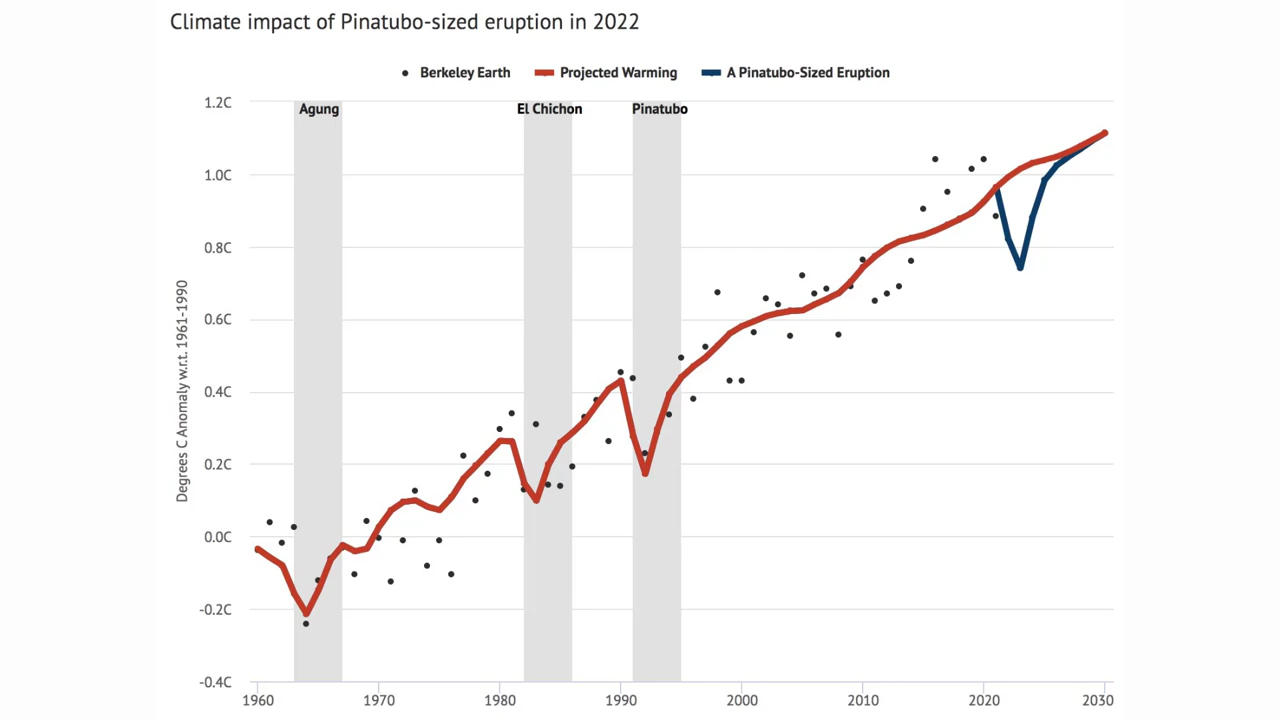 Climate impact of Pinatubo-sized eruption in 2022
Berkeley Earth Projected Warming A Pinatubo-Sized Eruption
Agung El Chichon Pinatubo
1.2C
1.0C
0.8C
0.6C
0.4C
0.2C
0.0C
-0.2C
-0.4C
Degrees C Anomaly w.r.t. 1961-1990
1960 1970 1980 1990 2000 2010 2020 2030